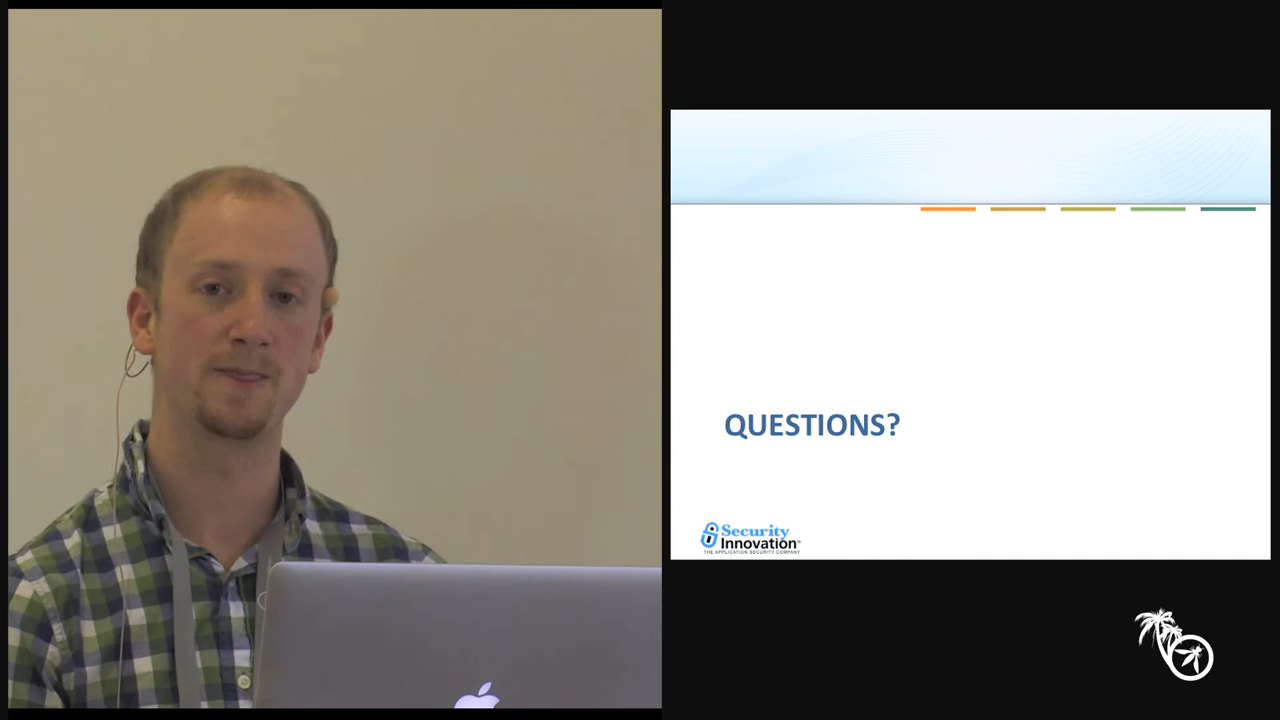 QUESTIONS?
Security
Innovation®
THE APPLICATION SECURITY COMPANY